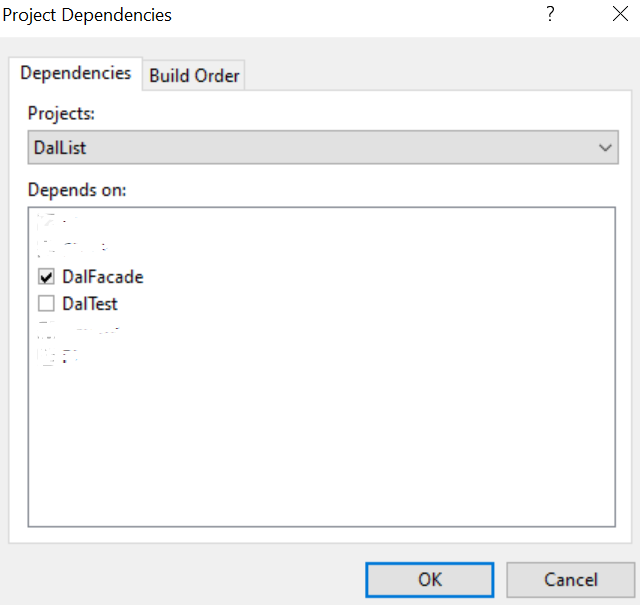 Project Dependencies
Dependencies Build Order
Projects:
DalList
Depends on:
DalFacade
DalTest
OK Cancel